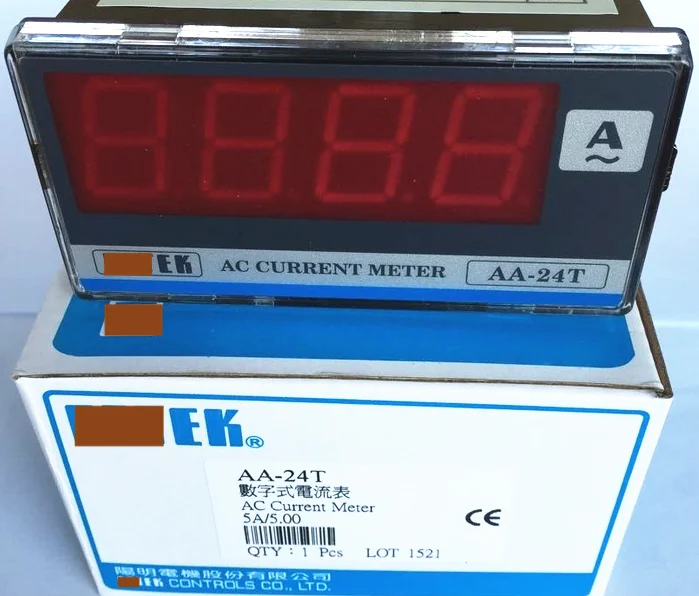 A
~
EK
AC CURRENT METER
AA-24T
EK®
AA-24T
數字式電流表
AC Current Meter
5A/5.00
QTY：1 Pcs LOT 1521
CE
陽明電機股份有限公司
EK CONTROLS CO., LTD.